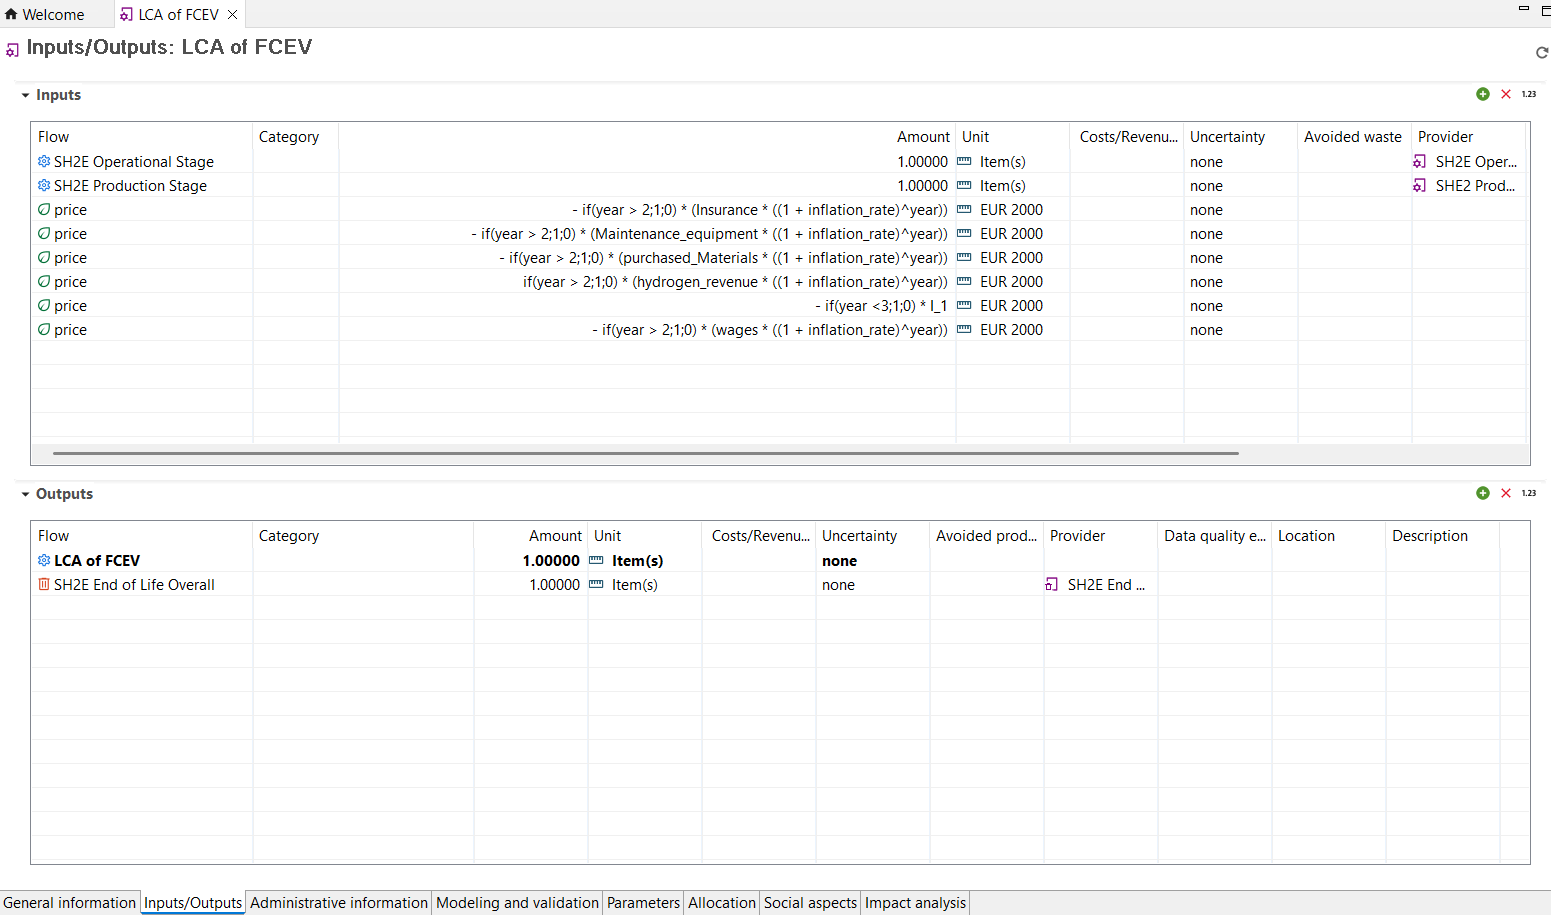 Welcome LCA of FCEV
Inputs/Outputs: LCA of FCEV
Inputs 1.23
Flow Category Amount Unit Costs/Revenu... Uncertainty Avoided waste Provider
SH2E Operational Stage 1.00000 Item(s) none SH2E Oper...
SH2E Production Stage 1.00000 Item(s) none SHE2 Prod...
price - if(year > 2;1;0) * (Insurance * ((1 + inflation_rate)^year)) EUR 2000 none
price - if(year > 2;1;0) * (Maintenance_equipment * ((1 + inflation_rate)^year)) EUR 2000 none
price - if(year > 2;1;0) * (purchased_Materials * ((1 + inflation_rate)^year)) EUR 2000 none
price if(year > 2;1;0) * (hydrogen_revenue * ((1 + inflation_rate)^year)) EUR 2000 none
price - if(year <3;1;0) * I_1 EUR 2000 none
price - if(year > 2;1;0) * (wages * ((1 + inflation_rate)^year)) EUR 2000 none
Outputs 1.23
Flow Category Amount Unit Costs/Revenu... Uncertainty Avoided prod... Provider Data quality e... Location Description
LCA of FCEV 1.00000 Item(s) none
SH2E End of Life Overall 1.00000 Item(s) none SH2E End ...
General information Inputs/Outputs Administrative information Modeling and validation Parameters Allocation Social aspects Impact analysis